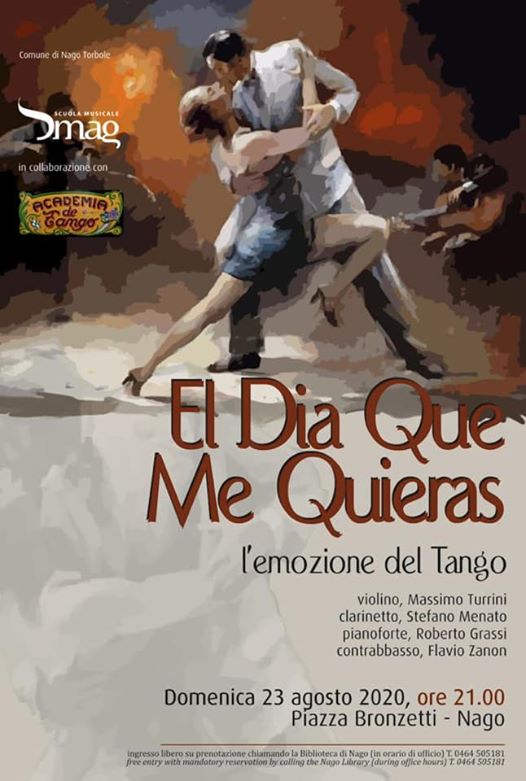 Comune di Nago Torbole
SCUOLA MUSICALE
Dmag
in collaborazione con
ACADEMIA
de
Tango
El Dia Que
Me Quieras
l'emozione del Tango
violino, Massimo Turrini
clarinetto, Stefano Menato
pianoforte, Roberto Grassi
contrabbasso, Flavio Zanon
Domenica 23 agosto 2020, ore 21.00
Piazza Bronzetti - Nago
ingresso libero su prenotazione chiamando la Biblioteca di Nago (in orario di ufficio) T. 0464 505181
free entry with mandatory reservation by calling the Nago Library (during office hours) T. 0464 505181